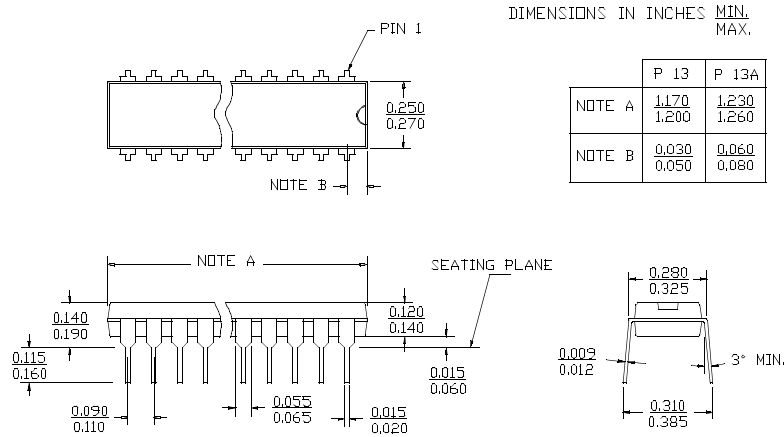 DIMENSIONS IN INCHES MIN.
MAX.
PIN 1
P 13 P 13A
NOTE A 1.170 1.230
1.200 1.260
NOTE B 0.030 0.060
0.050 0.080
0.250
0.270
NOTE B
NOTE A
SEATING PLANE
0.280
0.325
0.140
0.190
0.120
0.140
0.115
0.160
0.009
0.012
3° MIN.
0.015
0.060
0.090
0.110
0.055
0.065
0.015
0.020
0.310
0.385